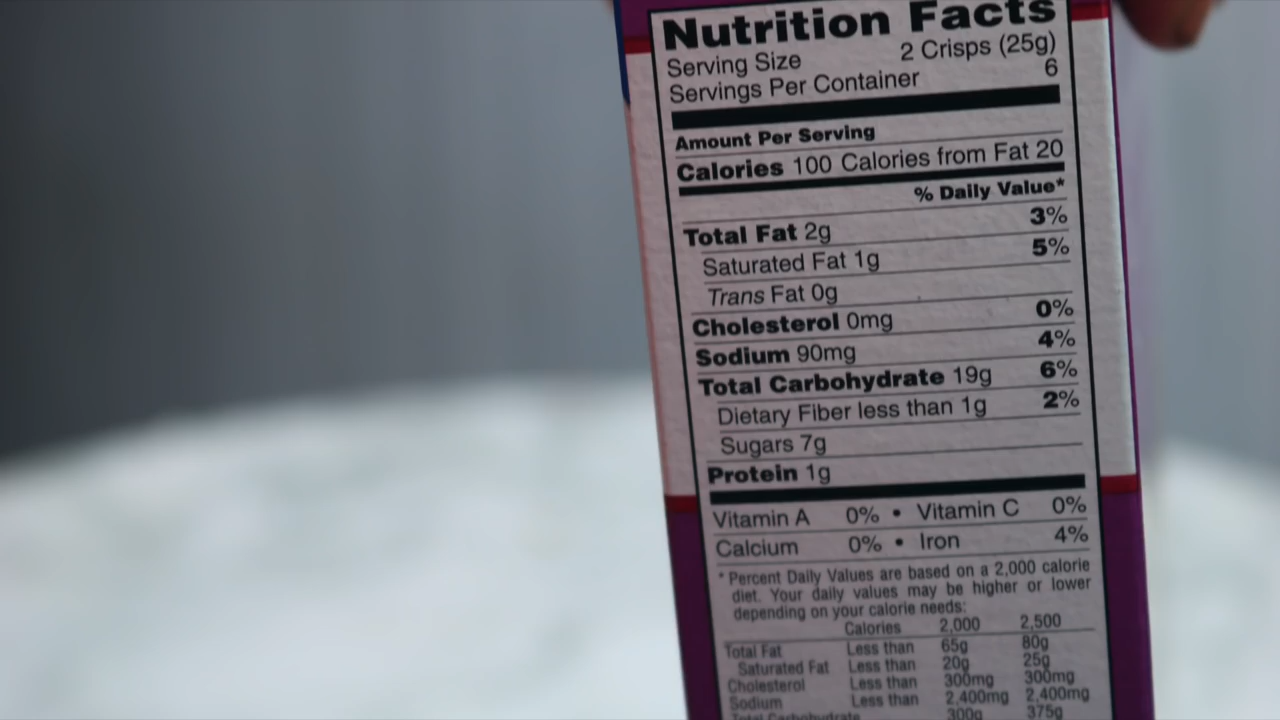 Nutrition Facts
Serving Size 2 Crisps (25g)
Servings Per Container 6
Amount Per Serving
Calories 100 Calories from Fat 20
% Daily Value*
Total Fat 2g 3%
Saturated Fat 1g 5%
Trans Fat 0g
Cholesterol 0mg 0%
Sodium 90mg 4%
Total Carbohydrate 19g 6%
Dietary Fiber less than 1g 2%
Sugars 7g
Protein 1g
Vitamin A 0% • Vitamin C 0%
Calcium 0% • Iron 4%
* Percent Daily Values are based on a 2,000 calorie
diet. Your daily values may be higher or lower
depending on your calorie needs:
Calories 2,000 2,500
Total Fat Less than 65g 80g
Saturated Fat Less than 20g 25g
Cholesterol Less than 300mg 300mg
Sodium Less than 2,400mg 2,400mg
Total Carbohydrate 300g 375g